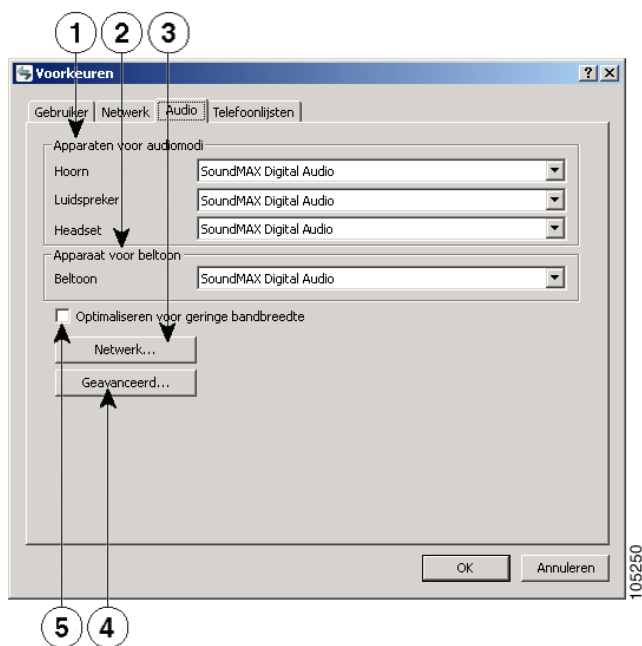 1 2 3
Voorkeuren
Gebruiker Netwerk Audio Telefoonlijsten
Apparaten voor audiomodi
Hoorn SoundMAX Digital Audio
Luidspreker SoundMAX Digital Audio
Headset SoundMAX Digital Audio
Apparaat voor beltoon
Beltoon SoundMAX Digital Audio
Optimaliseren voor geringe bandbreedte
Netwerk...
Geavanceerd...
OK Annuleren
105250
5 4